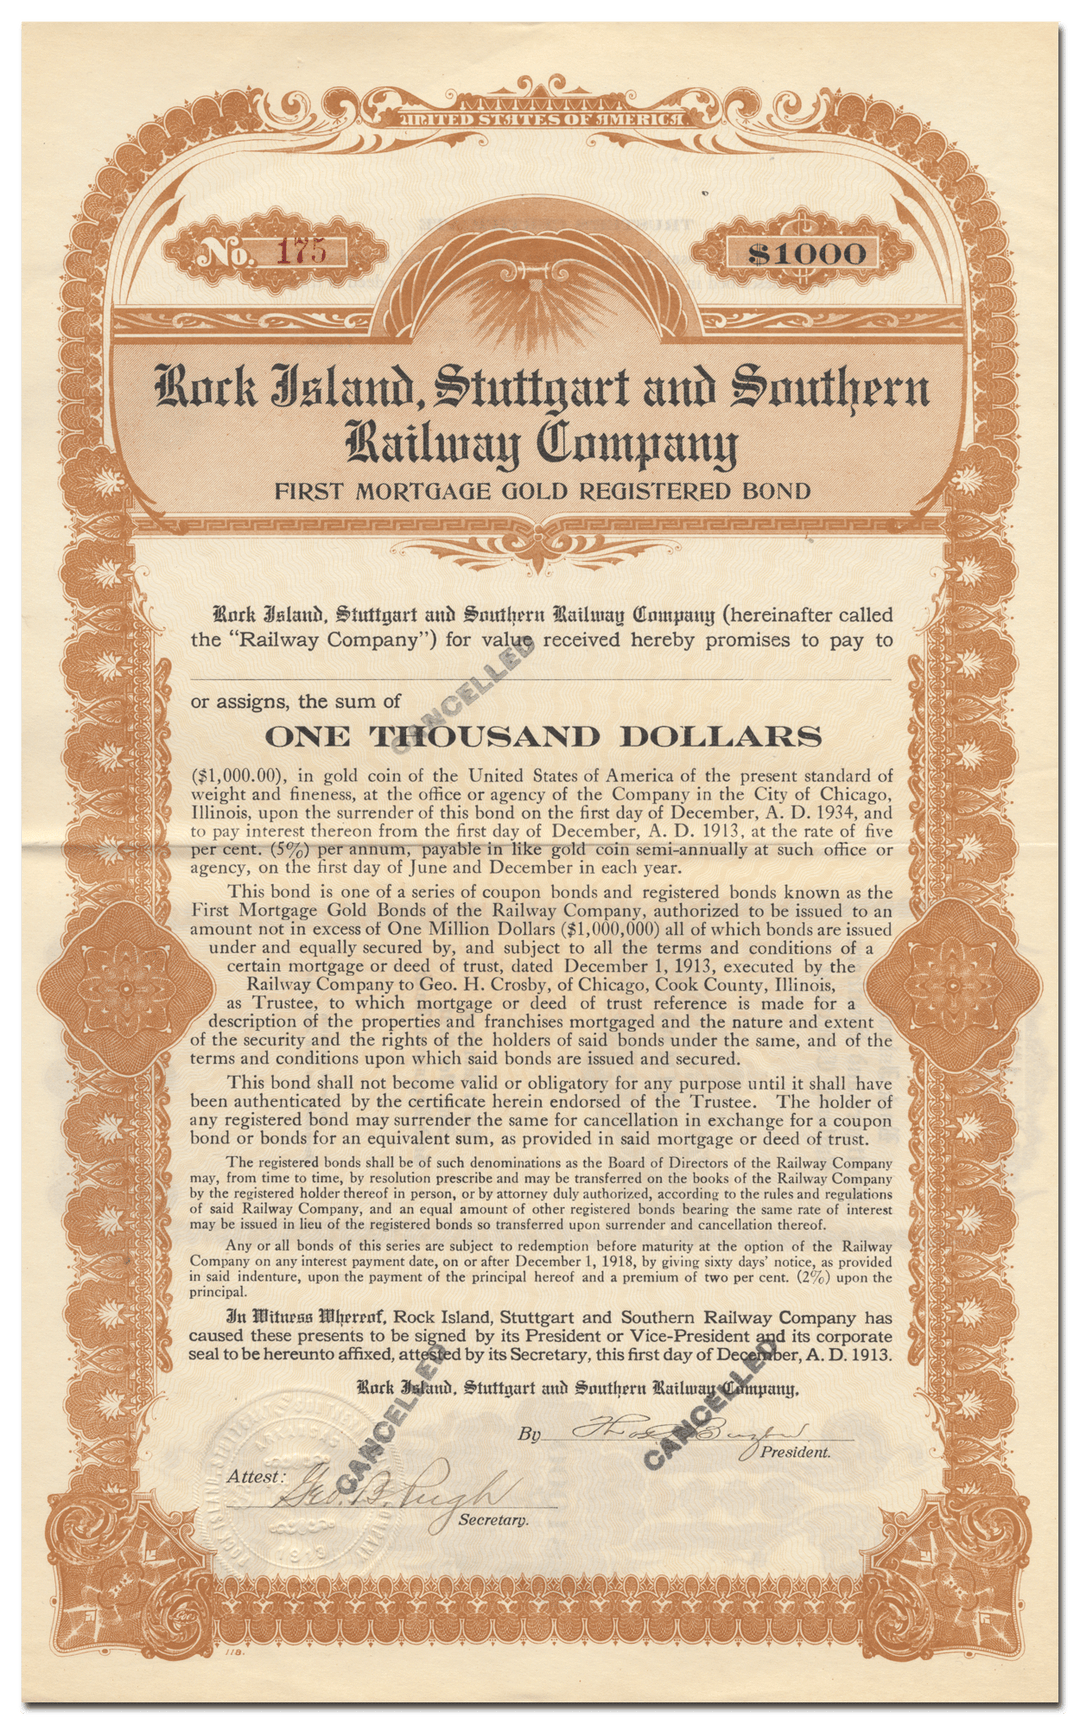 UNITED STATES OF AMERICA
No. 175
$1000
Rock Island, Stuttgart and Southern
Railway Company
FIRST MORTGAGE GOLD REGISTERED BOND
Rock Island, Stuttgart and Southern Railway Company (hereinafter called
the “Railway Company”) for value received hereby promises to pay to
CANCELLED
or assigns, the sum of
ONE THOUSAND DOLLARS
($1,000.00), in gold coin of the United States of America of the present standard of
weight and fineness, at the office or agency of the Company in the City of Chicago,
Illinois, upon the surrender of this bond on the first day of December, A. D. 1934, and
to pay interest thereon from the first day of December, A. D. 1913, at the rate of five
per cent. (5%) per annum, payable in like gold coin semi-annually at such office or
agency, on the first day of June and December in each year.
This bond is one of a series of coupon bonds and registered bonds known as the
First Mortgage Gold Bonds of the Railway Company, authorized to be issued to an
amount not in excess of One Million Dollars ($1,000,000) all of which bonds are issued
under and equally secured by, and subject to all the terms and conditions of a
certain mortgage or deed of trust, dated December 1, 1913, executed by the
Railway Company to Geo. H. Crosby, of Chicago, Cook County, Illinois,
as Trustee, to which mortgage or deed of trust reference is made for a
description of the properties and franchises mortgaged and the nature and extent
of the security and the rights of the holders of said bonds under the same, and of the
terms and conditions upon which said bonds are issued and secured.
This bond shall not become valid or obligatory for any purpose until it shall have
been authenticated by the certificate herein endorsed of the Trustee. The holder of
any registered bond may surrender the same for cancellation in exchange for a coupon
bond or bonds for an equivalent sum, as provided in said mortgage or deed of trust.
The registered bonds shall be of such denominations as the Board of Directors of the Railway Company
may, from time to time, by resolution prescribe and may be transferred on the books of the Railway Company
by the registered holder thereof in person, or by attorney duly authorized, according to the rules and regulations
of said Railway Company, and an equal amount of other registered bonds bearing the same rate of interest
may be issued in lieu of the registered bonds so transferred upon surrender and cancellation thereof.
Any or all bonds of this series are subject to redemption before maturity at the option of the Railway
Company on any interest payment date, on or after December 1, 1918, by giving sixty days' notice, as provided
in said indenture, upon the payment of the principal hereof and a premium of two per cent. (2%) upon the
principal.
In Witness Whereof, Rock Island, Stuttgart and Southern Railway Company has
caused these presents to be signed by its President or Vice-President and its corporate
seal to be hereunto affixed, attested by its Secretary, this first day of December, A. D. 1913.
Rock Island, Stuttgart and Southern Railway Company,
CANCELLED
CANCELLED
By
President.
Attest: Geo. B. Pugh
Secretary.
ARKANSAS
1913
118.